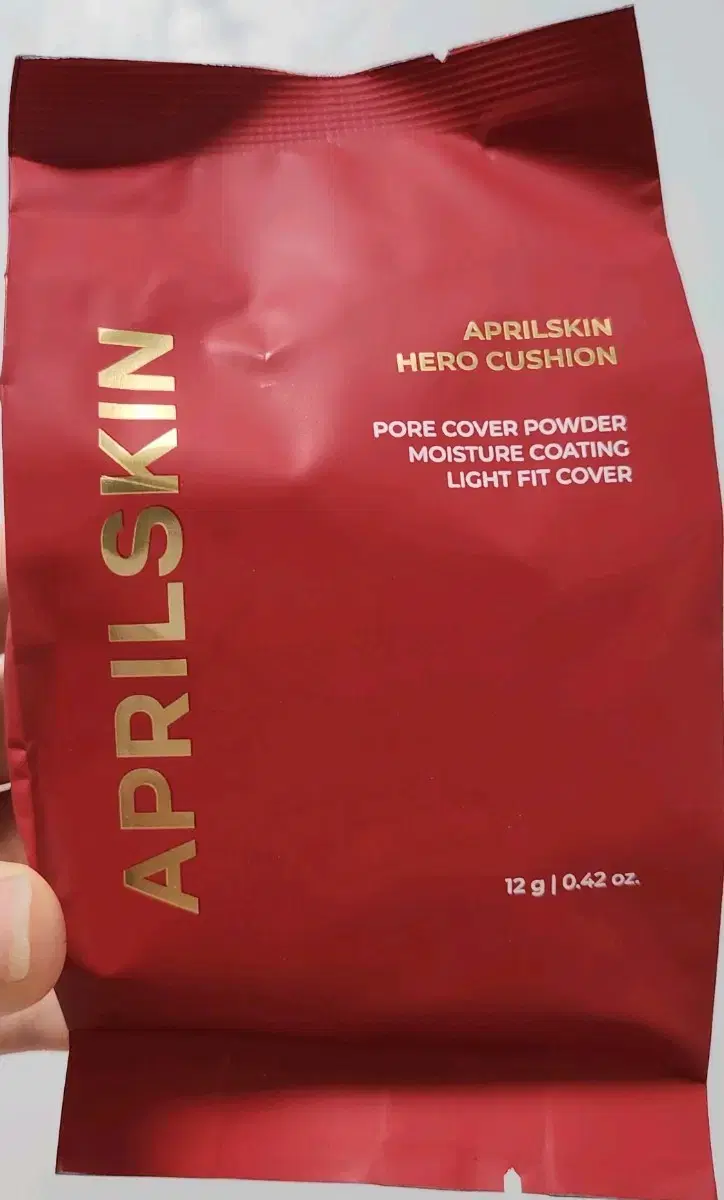 APRILSKIN
APRILSKIN
HERO CUSHION
PORE COVER POWDER
MOISTURE COATING
LIGHT FIT COVER
12 g | 0.42 oz.